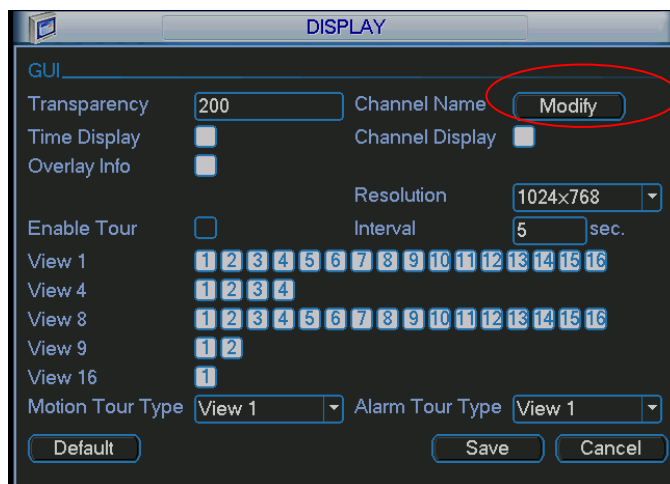 DISPLAY
GUI
Transparency 200 Channel Name Modify
Time Display Channel Display
Overlay Info
Resolution 1024×768
Enable Tour Interval 5 sec.
View 1 1 2 3 4 5 6 7 8 9 10 11 12 13 14 15 16
View 4 1 2 3 4
View 8 1 2 3 4 5 6 7 8 9 10 11 12 13 14 15 16
View 9 1 2
View 16 1
Motion Tour Type View 1 Alarm Tour Type View 1
Default Save Cancel